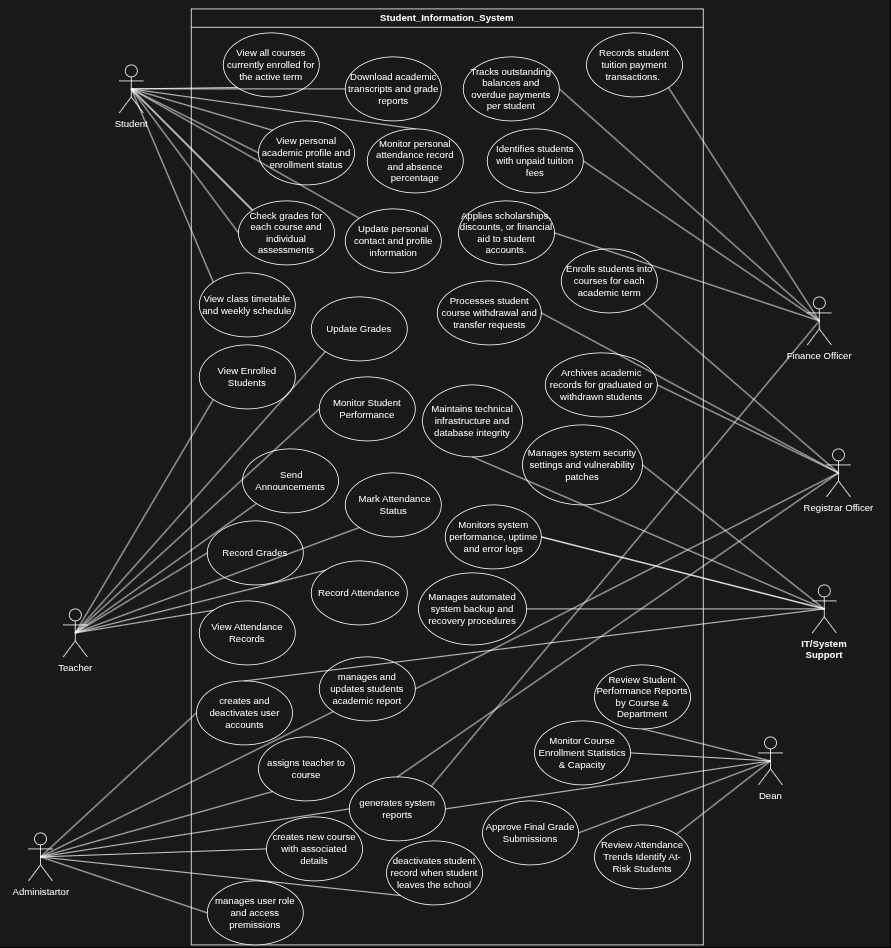 Student_Information_System
View all courses
currently enrolled for
the active term
Download academic
transcripts and grade
reports
Tracks outstanding
balances and
overdue payments
per student
Records student
tuition payment
transactions.
Student
View personal
academic profile and
enrollment status
Monitor personal
attendance record
and absence
percentage
Identifies students
with unpaid tuition
fees
Check grades for
each course and
individual
assessments
Update personal
contact and profile
information
Applies scholarships,
discounts, or financial
aid to student
accounts.
Enrolls students into
courses for each
academic term
View class timetable
and weekly schedule
Update Grades
Processes student
course withdrawal and
transfer requests
Finance Officer
View Enrolled
Students
Monitor Student
Performance
Maintains technical
infrastructure and
database integrity
Archives academic
records for graduated or
withdrawn students
Manages system security
settings and vulnerability
patches
Send
Announcements
Mark Attendance
Status
Registrar Officer
Record Grades
Monitors system
performance, uptime
and error logs
Record Attendance
Manages automated
system backup and
recovery procedures
View Attendance
Records
Teacher
IT/System
Support
manages and
updates students
academic report
Review Student
Performance Reports
by Course &
Department
creates and
deactivates user
accounts
Monitor Course
Enrollment Statistics
& Capacity
assigns teacher to
course
Dean
generates system
reports
Approve Final Grade
Submissions
creates new course
with associated
details
Review Attendance
Trends Identify At-
Risk Students
deactivates student
record when student
leaves the school
Administartor
manages user role
and access
premissions